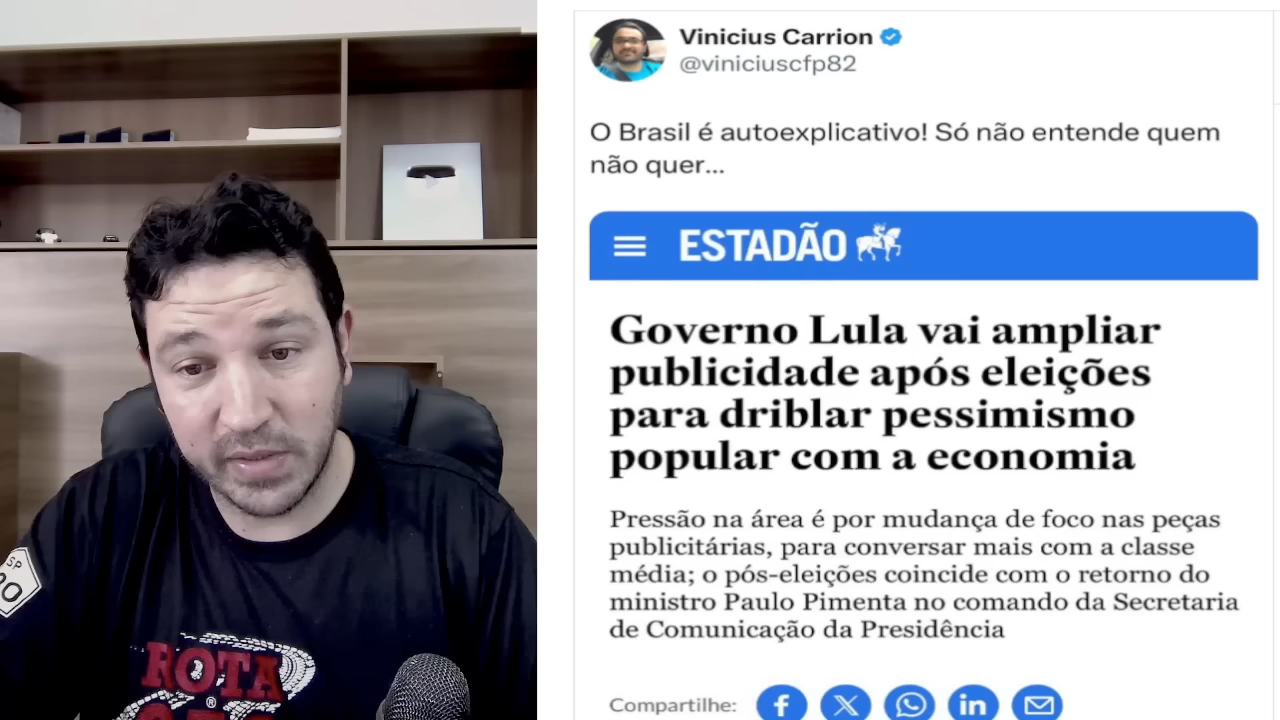 Vinicius Carrion
@viniciuscfp82
O Brasil é autoexplicativo! Só não entende quem
não quer...
ESTADÃO
Governo Lula vai ampliar
publicidade após eleições
para driblar pessimismo
popular com a economia
Pressão na área é por mudança de foco nas peças
publicitárias, para conversar mais com a classe
média; o pós-eleições coincide com o retorno do
ministro Paulo Pimenta no comando da Secretaria
de Comunicação da Presidência
Compartilhe:
SP
ROTA